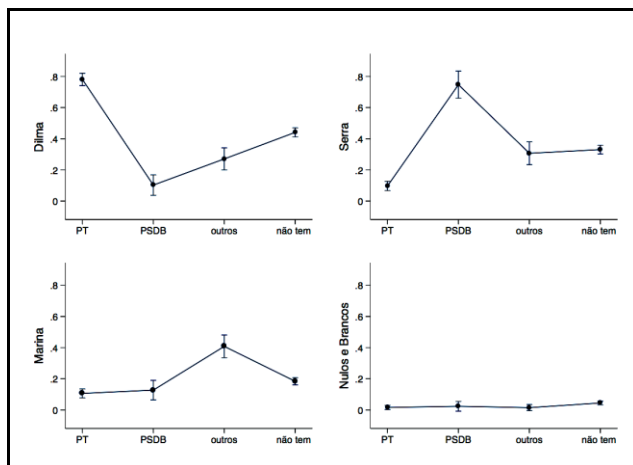 Dilma
.8
.6
.4
.2
0
PT PSDB outros não tem
Serra
.8
.6
.4
.2
0
PT PSDB outros não tem
Marina
.8
.6
.4
.2
0
PT PSDB outros não tem
Nulos e Brancos
.8
.6
.4
.2
0
PT PSDB outros não tem